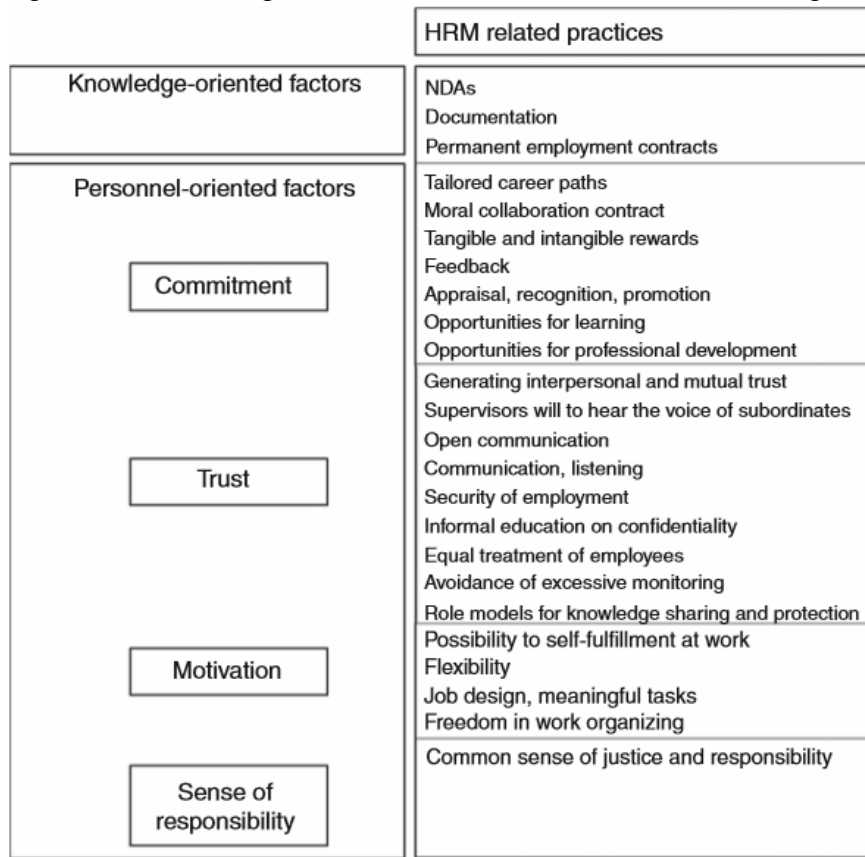 HRM related practices
Knowledge-oriented factors
NDAs
Documentation
Permanent employment contracts
Personnel-oriented factors
Commitment
Tailored career paths
Moral collaboration contract
Tangible and intangible rewards
Feedback
Appraisal, recognition, promotion
Opportunities for learning
Opportunities for professional development
Trust
Generating interpersonal and mutual trust
Supervisors will to hear the voice of subordinates
Open communication
Communication, listening
Security of employment
Informal education on confidentiality
Equal treatment of employees
Avoidance of excessive monitoring
Role models for knowledge sharing and protection
Motivation
Possibility to self-fulfillment at work
Flexibility
Job design, meaningful tasks
Freedom in work organizing
Sense of
responsibility
Common sense of justice and responsibility